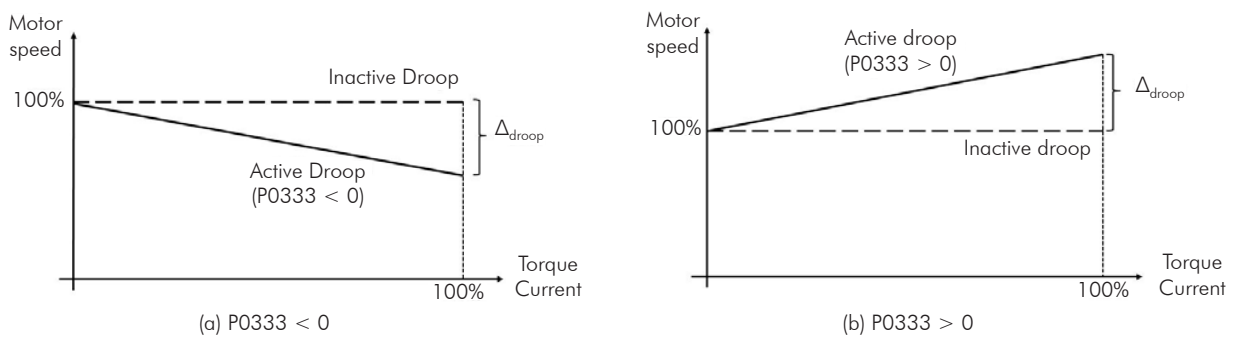 Motor
speed
Inactive Droop
100%
Δdroop
Active Droop
(P0333 < 0)
Torque
Current
100%
(a) P0333 < 0
Motor
speed
Active droop
(P0333 > 0)
Δdroop
100%
Inactive droop
Torque
Current
100%
(b) P0333 > 0